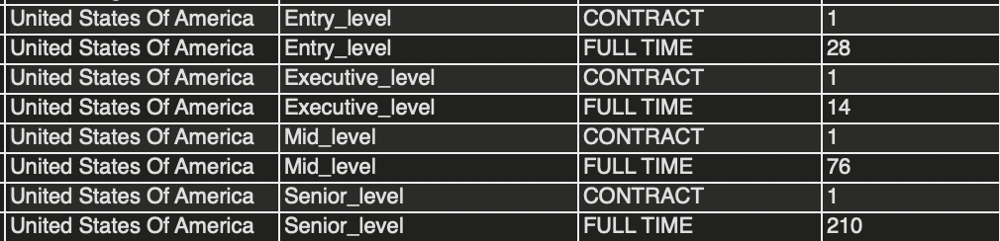 United States Of America Entry_level CONTRACT 1
United States Of America Entry_level FULL TIME 28
United States Of America Executive_level CONTRACT 1
United States Of America Executive_level FULL TIME 14
United States Of America Mid_level CONTRACT 1
United States Of America Mid_level FULL TIME 76
United States Of America Senior_level CONTRACT 1
United States Of America Senior_level FULL TIME 210